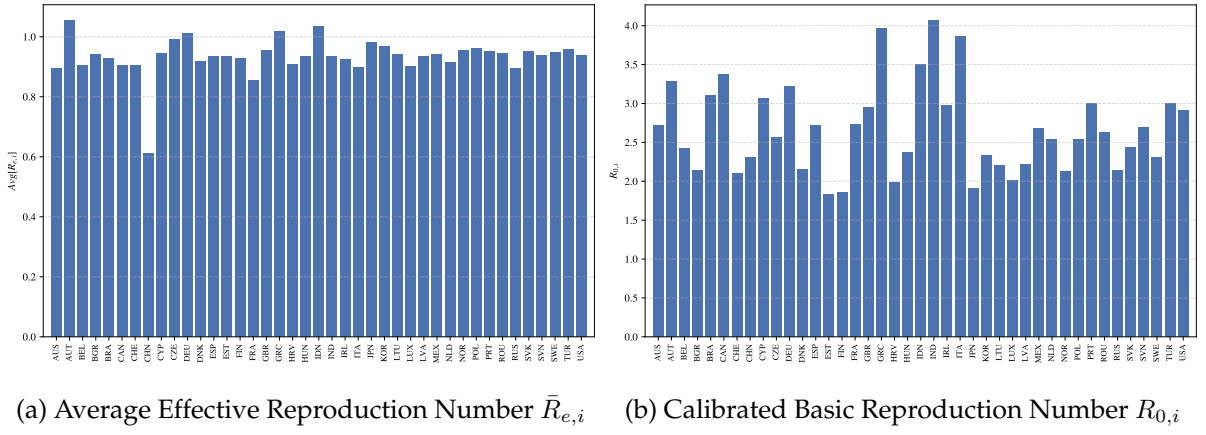 1.0
0.8
0.6
0.4
0.2
0.0
Avg[R_{e,i}]
AUS AUT BEL BGR BRA CAN CHE CHN CYP CZE DEU DNK ESP EST FIN FRA GBR GRC HRV HUN IDN IND IRL ITA JPN KOR LTU LUX LVA MEX NLD NOR POL PRT ROU RUS SVK SVN SWE TUR USA
(a) Average Effective Reproduction Number R̄_{e,i}
4.0
3.5
3.0
2.5
2.0
1.5
1.0
0.5
0.0
R_{0,i}
AUS AUT BEL BGR BRA CAN CHE CHN CYP CZE DEU DNK ESP EST FIN FRA GBR GRC HRV HUN IDN IND IRL ITA JPN KOR LTU LUX LVA MEX NLD NOR POL PRT ROU RUS SVK SVN SWE TUR USA
(b) Calibrated Basic Reproduction Number R_{0,i}